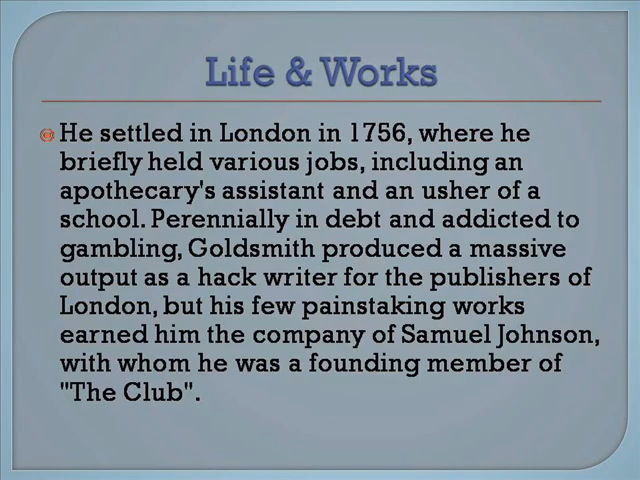 Life & Works
He settled in London in 1756, where he
briefly held various jobs, including an
apothecary's assistant and an usher of a
school. Perennially in debt and addicted to
gambling, Goldsmith produced a massive
output as a hack writer for the publishers of
London, but his few painstaking works
earned him the company of Samuel Johnson,
with whom he was a founding member of
"The Club".